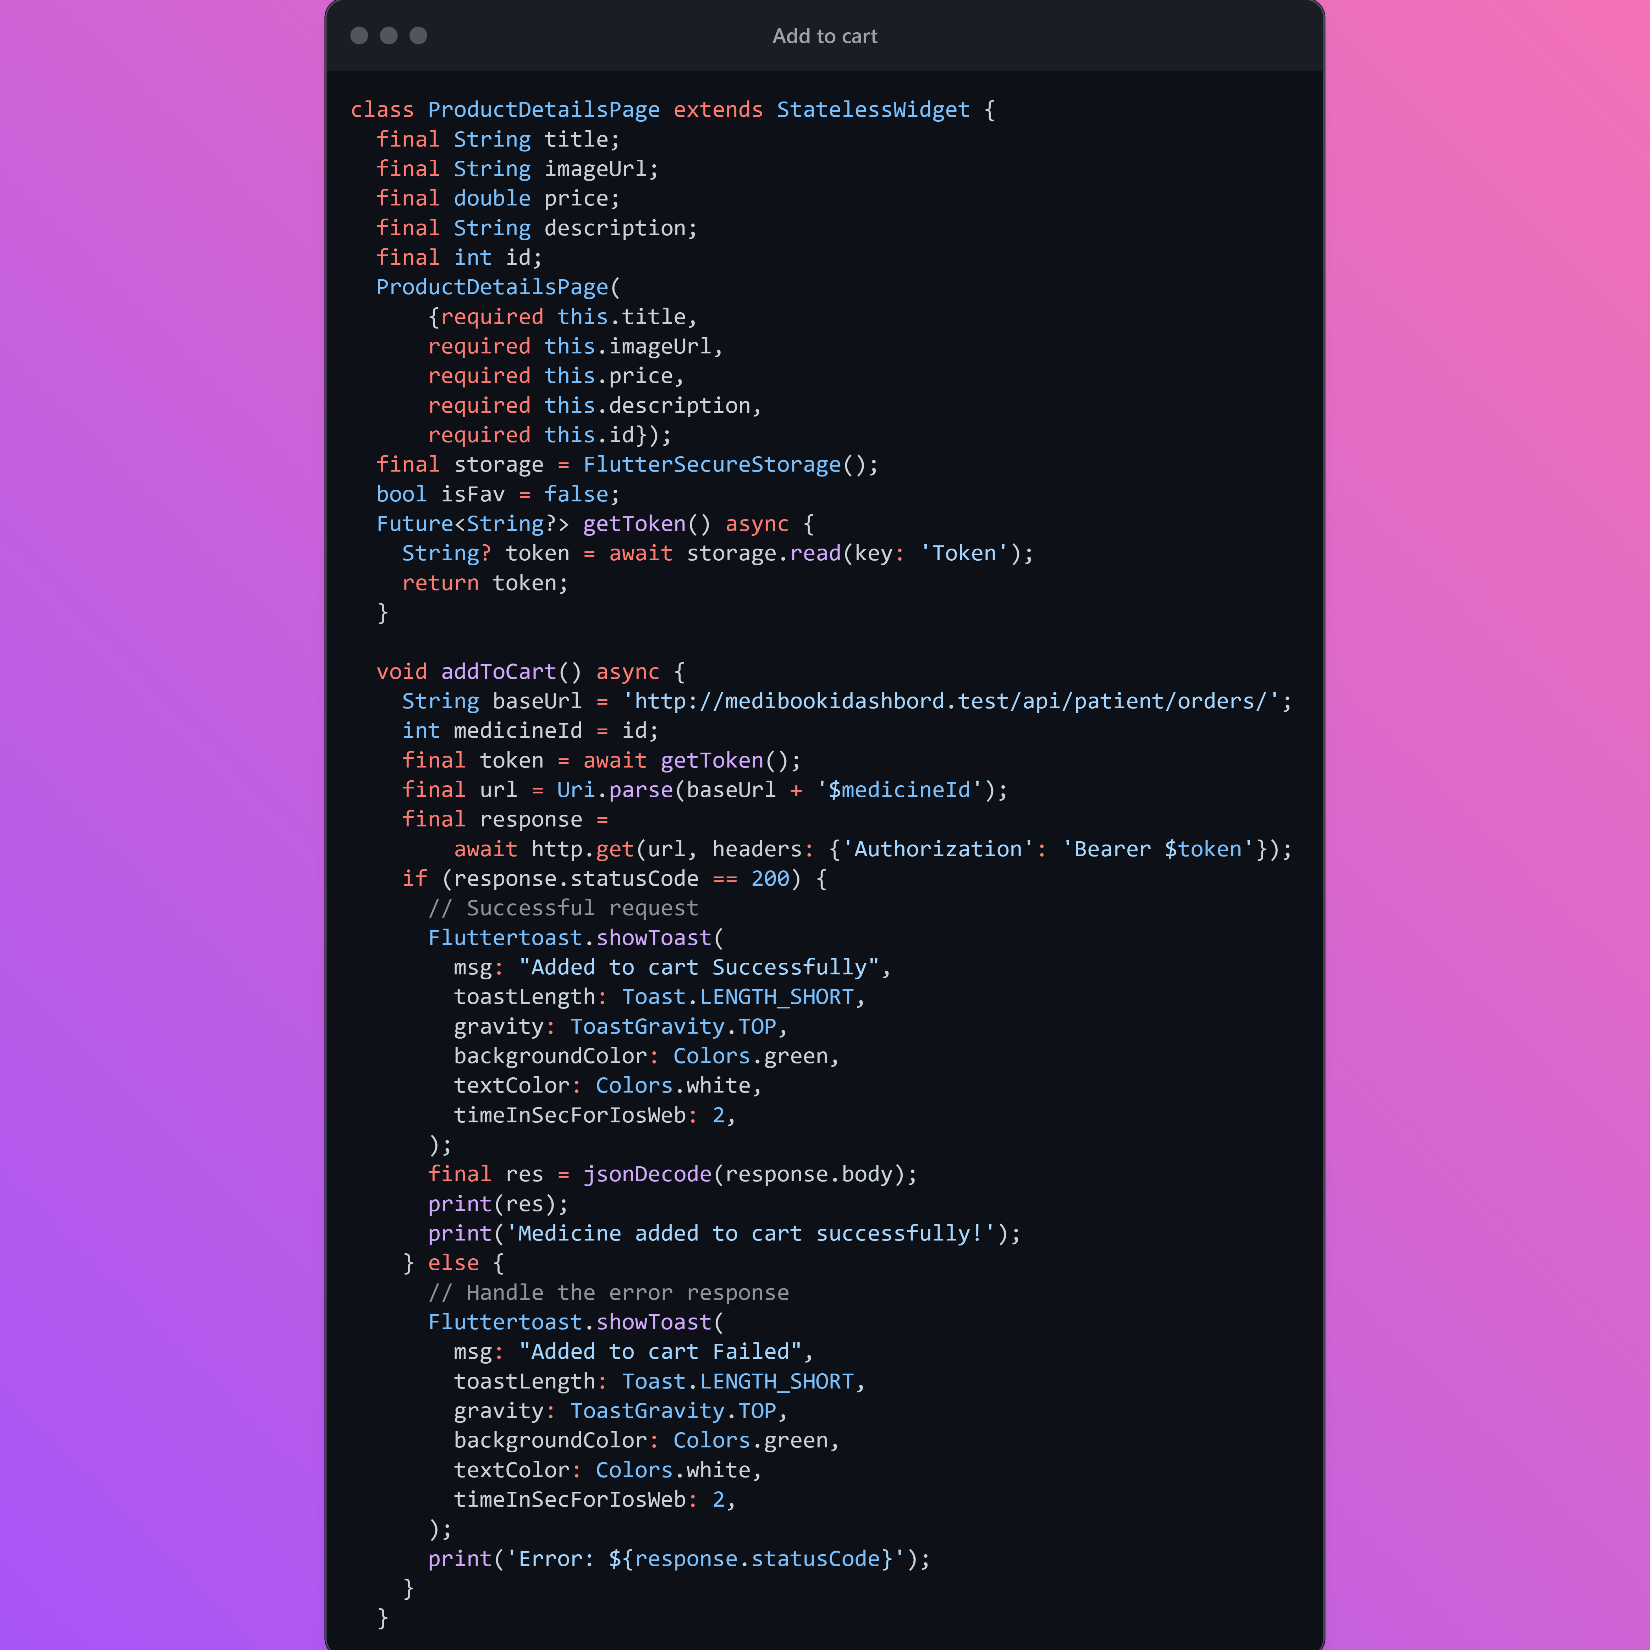 Add to cart
class ProductDetailsPage extends StatelessWidget {
  final String title;
  final String imageUrl;
  final double price;
  final String description;
  final int id;
  ProductDetailsPage(
      {required this.title,
      required this.imageUrl,
      required this.price,
      required this.description,
      required this.id});
  final storage = FlutterSecureStorage();
  bool isFav = false;
  Future<String?> getToken() async {
    String? token = await storage.read(key: 'Token');
    return token;
  }

  void addToCart() async {
    String baseUrl = 'http://medibookidashbord.test/api/patient/orders/';
    int medicineId = id;
    final token = await getToken();
    final url = Uri.parse(baseUrl + '$medicineId');
    final response =
        await http.get(url, headers: {'Authorization': 'Bearer $token'});
    if (response.statusCode == 200) {
      // Successful request
      Fluttertoast.showToast(
        msg: "Added to cart Successfully",
        toastLength: Toast.LENGTH_SHORT,
        gravity: ToastGravity.TOP,
        backgroundColor: Colors.green,
        textColor: Colors.white,
        timeInSecForIosWeb: 2,
      );
      final res = jsonDecode(response.body);
      print(res);
      print('Medicine added to cart successfully!');
    } else {
      // Handle the error response
      Fluttertoast.showToast(
        msg: "Added to cart Failed",
        toastLength: Toast.LENGTH_SHORT,
        gravity: ToastGravity.TOP,
        backgroundColor: Colors.green,
        textColor: Colors.white,
        timeInSecForIosWeb: 2,
      );
      print('Error: ${response.statusCode}');
    }
  }